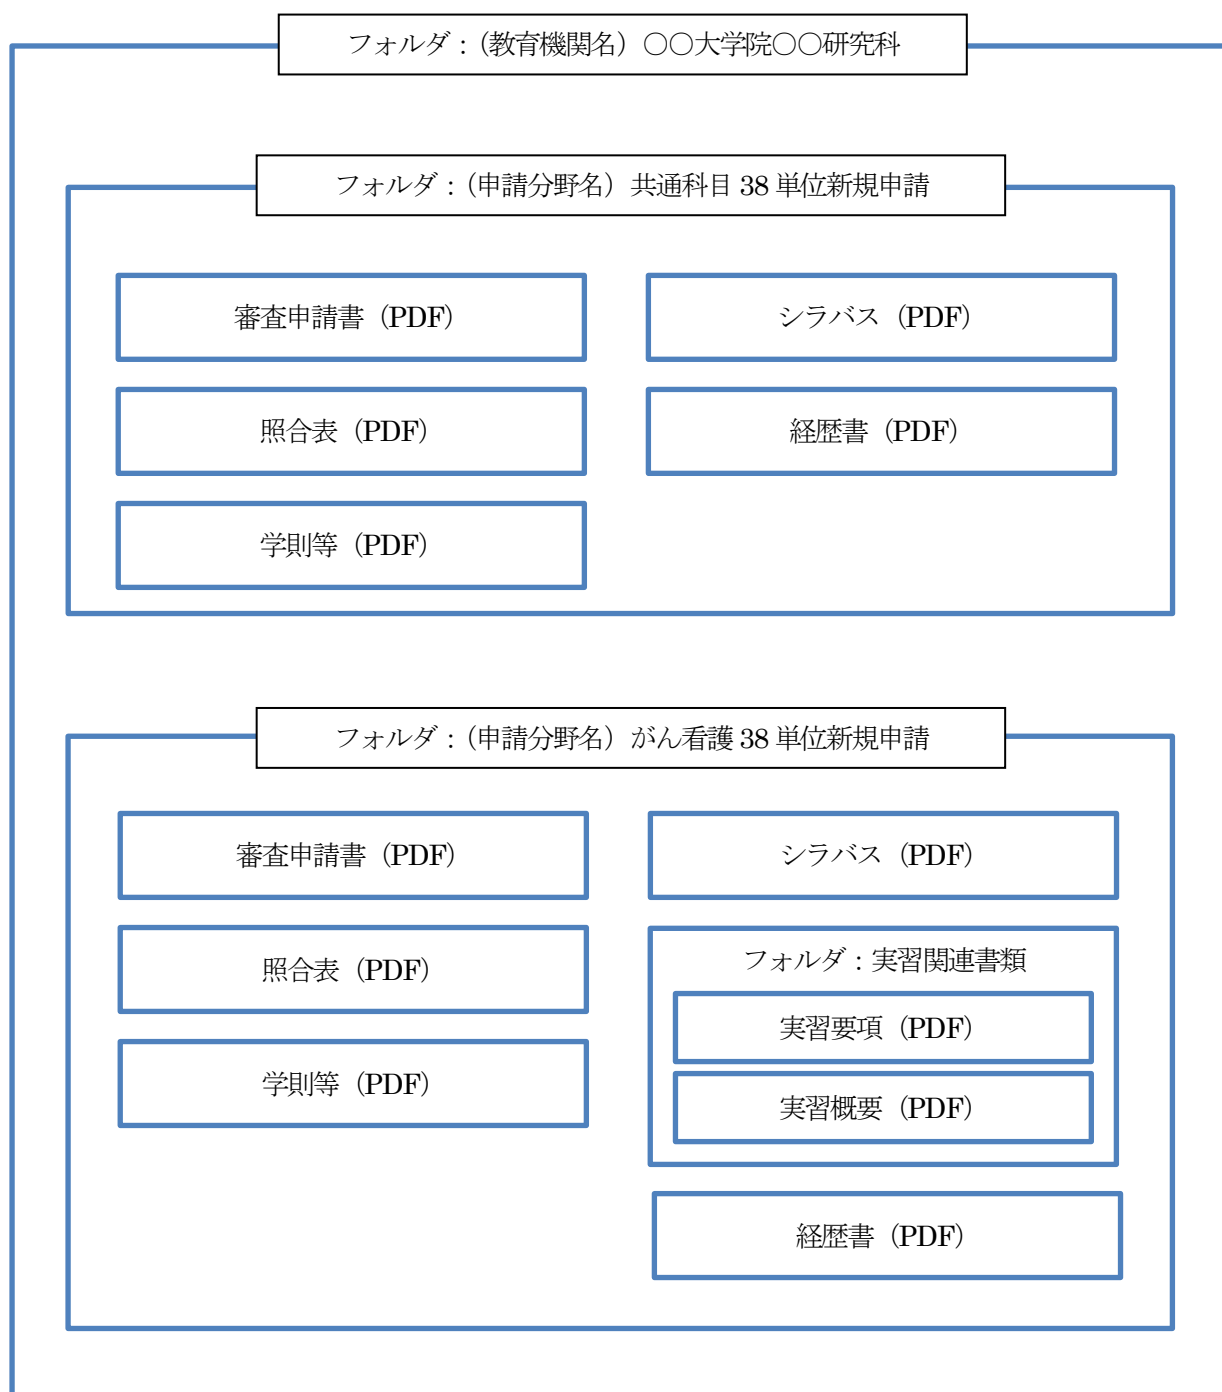 フォルダ：（教育機関名）〇〇大学院〇〇研究科
フォルダ：（申請分野名）共通科目 38 単位新規申請
審査申請書（PDF）
シラバス（PDF）
照合表（PDF）
経歴書（PDF）
学則等（PDF）
フォルダ：（申請分野名）がん看護 38 単位新規申請
審査申請書（PDF）
シラバス（PDF）
照合表（PDF）
フォルダ：実習関連書類
実習要項（PDF）
学則等（PDF）
実習概要（PDF）
経歴書（PDF）